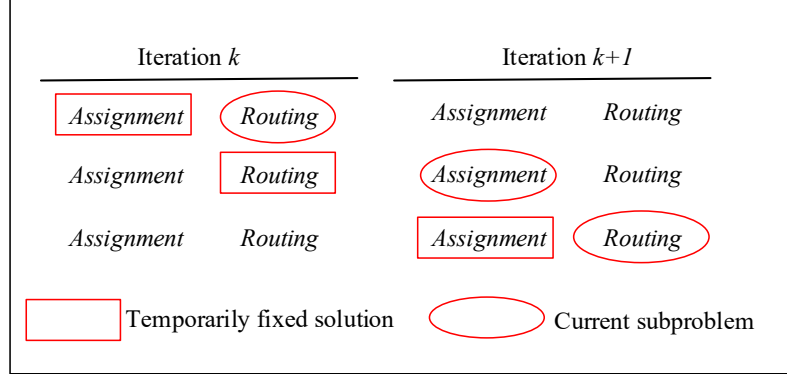 Iteration k Iteration k+1
Assignment Routing Assignment Routing
Assignment Routing Assignment Routing
Assignment Routing Assignment Routing
Temporarily fixed solution Current subproblem